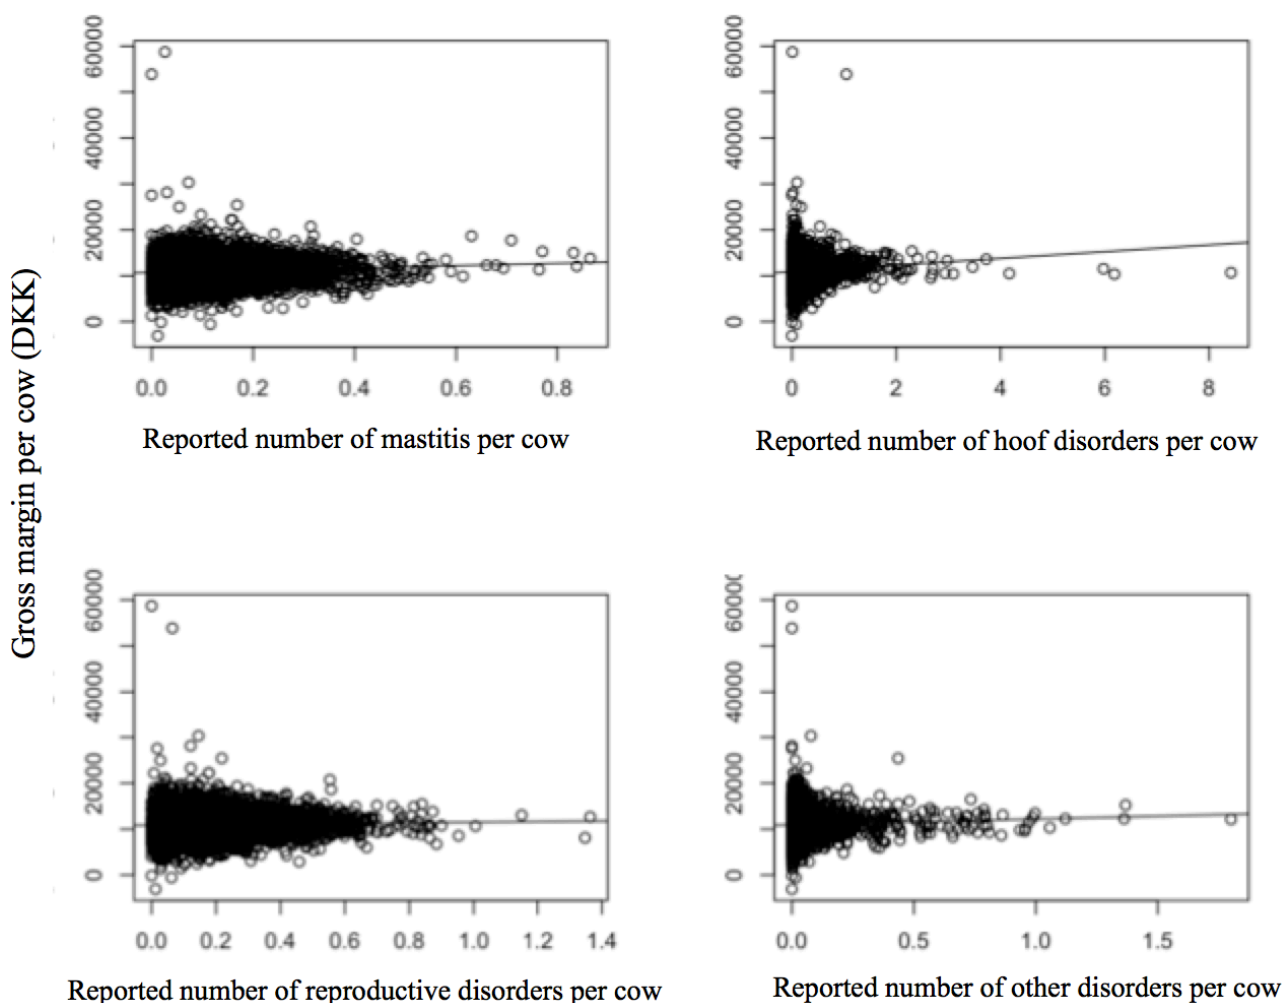 Gross margin per cow (DKK)
60000
40000
20000
0
0.0 0.2 0.4 0.6 0.8
Reported number of mastitis per cow
60000
40000
20000
0
0 2 4 6 8
Reported number of hoof disorders per cow
60000
40000
20000
0
0.0 0.2 0.4 0.6 0.8 1.0 1.2 1.4
Reported number of reproductive disorders per cow
60000
40000
20000
0
0.0 0.5 1.0 1.5
Reported number of other disorders per cow